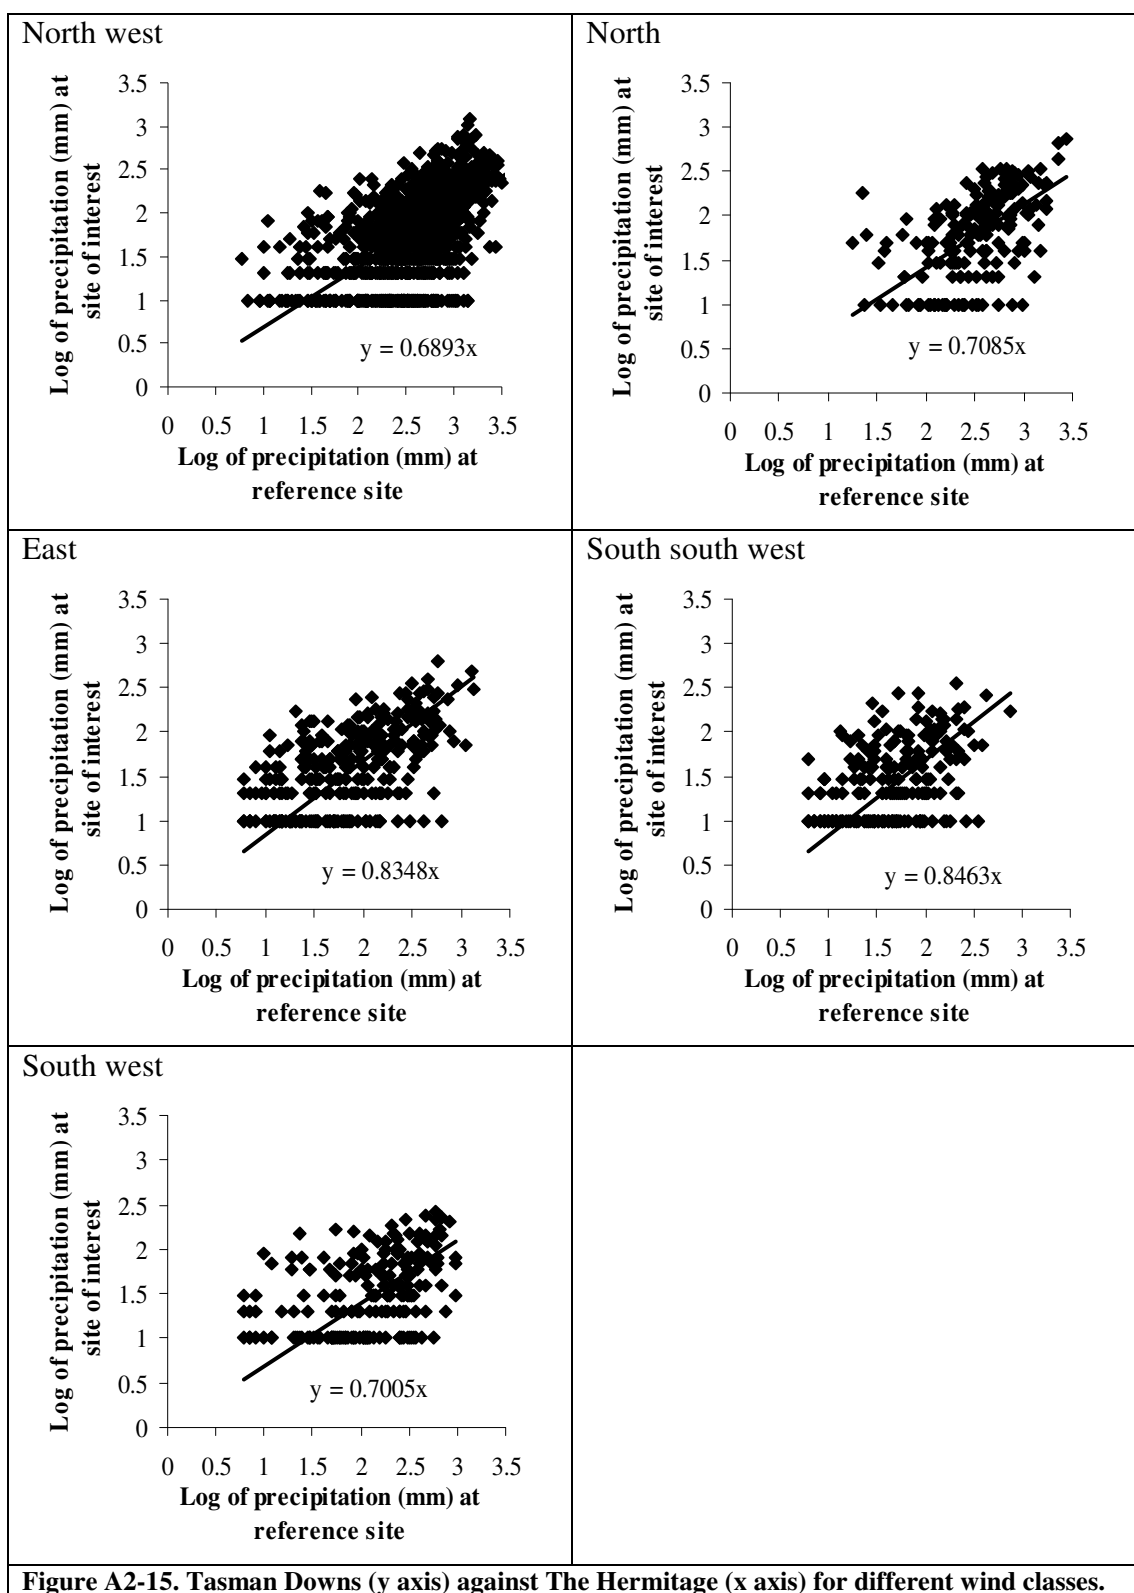 North west
Log of precipitation (mm) at
site of interest
3.5
3
2.5
2
1.5
1
0.5
0
y = 0.6893x
0 0.5 1 1.5 2 2.5 3 3.5
Log of precipitation (mm) at
reference site
North
Log of precipitation (mm) at
site of interest
3.5
3
2.5
2
1.5
1
0.5
0
y = 0.7085x
0 0.5 1 1.5 2 2.5 3 3.5
Log of precipitation (mm) at
reference site
East
Log of precipitation (mm) at
site of interest
3.5
3
2.5
2
1.5
1
0.5
0
y = 0.8348x
0 0.5 1 1.5 2 2.5 3 3.5
Log of precipitation (mm) at
reference site
South south west
Log of precipitation (mm) at
site of interest
3.5
3
2.5
2
1.5
1
0.5
0
y = 0.8463x
0 0.5 1 1.5 2 2.5 3 3.5
Log of precipitation (mm) at
reference site
South west
Log of precipitation (mm) at
site of interest
3.5
3
2.5
2
1.5
1
0.5
0
y = 0.7005x
0 0.5 1 1.5 2 2.5 3 3.5
Log of precipitation (mm) at
reference site
Figure A2-15. Tasman Downs (y axis) against The Hermitage (x axis) for different wind classes.